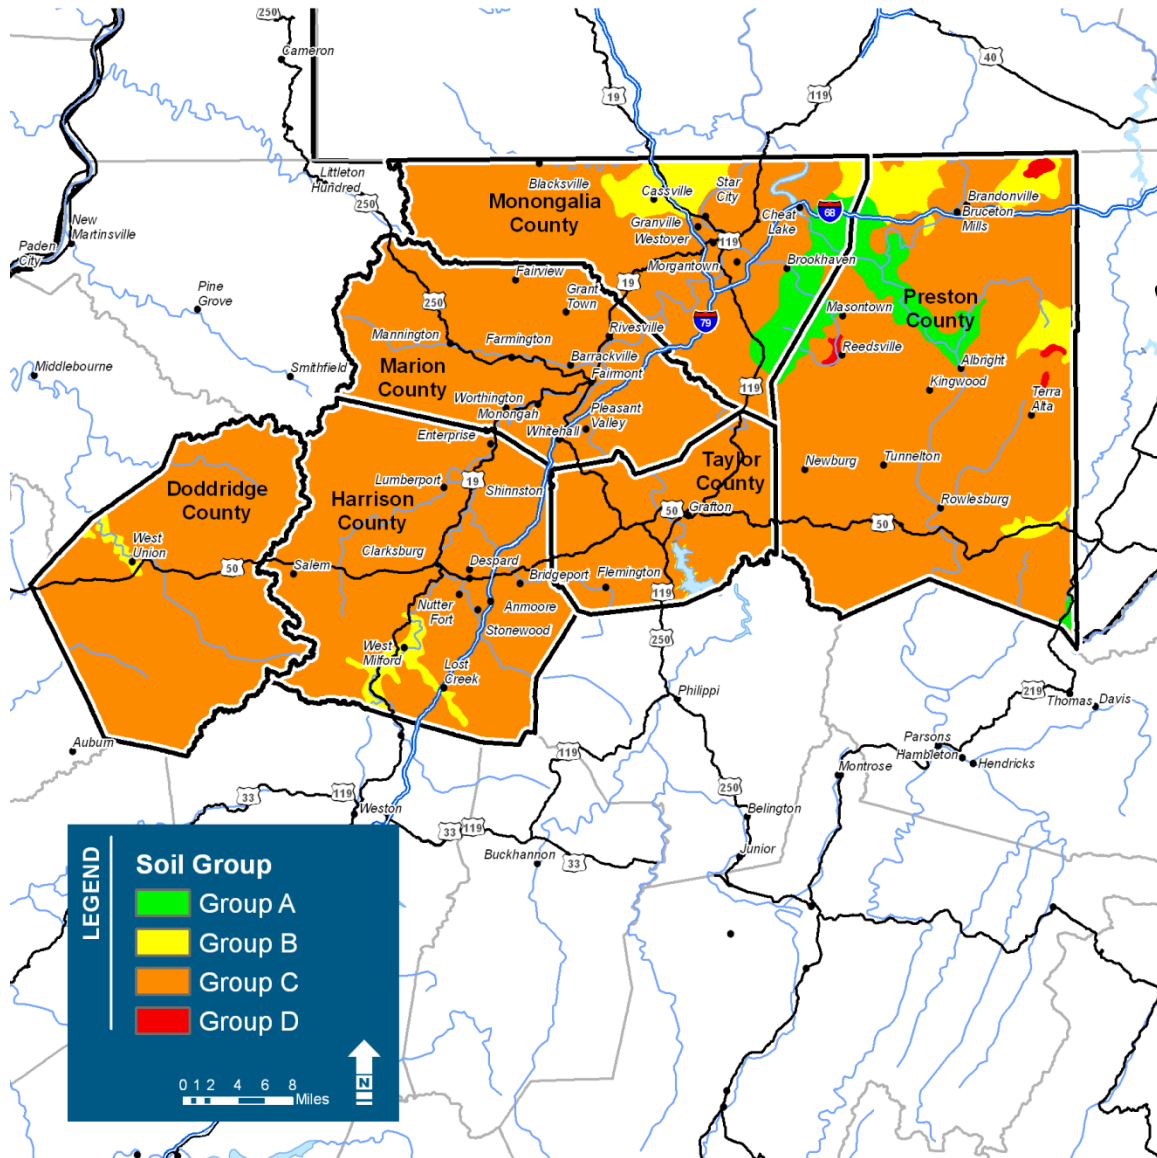 250
Cameron
40
19
119
Littleton
Hundred
250
Blacksville
Monongalia
County
Cassville
Star
City
Granville
Westover
119
Cheat
Lake
68
Brandonville
Bruceton
Mills
New
Martinsville
Paden
City
Pine
Grove
Fairview
Grant
Town
250
19
Morgantown
Brookhaven
79
Masontown
Preston
County
Reedsville
Albright
Kingwood
Terra
Alta
Middlebourne
Smithfield
Mannington
Farmington
Rivesville
Barrackville
Fairmont
Marion
County
Worthington
Monongah
Pleasant
Valley
Whitehall
119
Enterprise
Doddridge
County
Harrison
County
Lumberport
19
Shinnston
Taylor
County
50
Grafton
Newburg
Tunnelton
Rowlesburg
50
West
Union
50
Salem
Clarksburg
Despard
Bridgeport
Flemington
119
Nutter
Fort
Anmoore
Stonewood
250
West
Milford
Lost
Creek
Philippi
219
Thomas
Davis
Auburn
119
Parsons
Hambleton
Hendricks
Montrose
33
119
Weston
250
Belington
33
119
Buckhannon
33
Junior
LEGEND
Soil Group
Group A
Group B
Group C
Group D
0 1 2 4 6 8
Miles
N